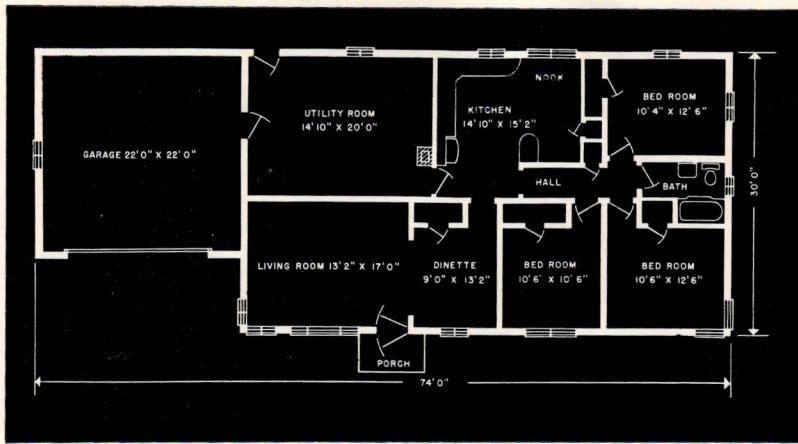 NOOK
BED ROOM
10'4" X 12'6"
UTILITY ROOM
14'10" X 20'0"
KITCHEN
14'10" X 15'2"
GARAGE 22'0" X 22'0"
HALL
BATH
30'0"
LIVING ROOM 13'2" X 17'0"
DINETTE
9'0" X 13'2"
BED ROOM
10'6" X 10'6"
BED ROOM
10'6" X 12'6"
PORCH
74'0"